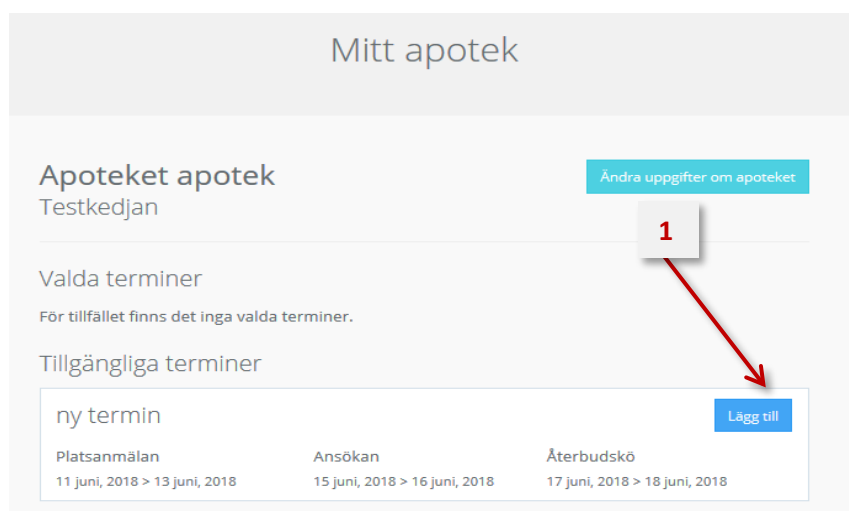 Mitt apotek
Apoteket apotek
Ändra uppgifter om apoteket
Testkedjan
1
Valda terminer
För tillfället finns det inga valda terminer.
Tillgängliga terminer
ny termin
Lägg till
Platsanmälan Ansökan Återbudskö
11 juni, 2018 > 13 juni, 2018 15 juni, 2018 > 16 juni, 2018 17 juni, 2018 > 18 juni, 2018